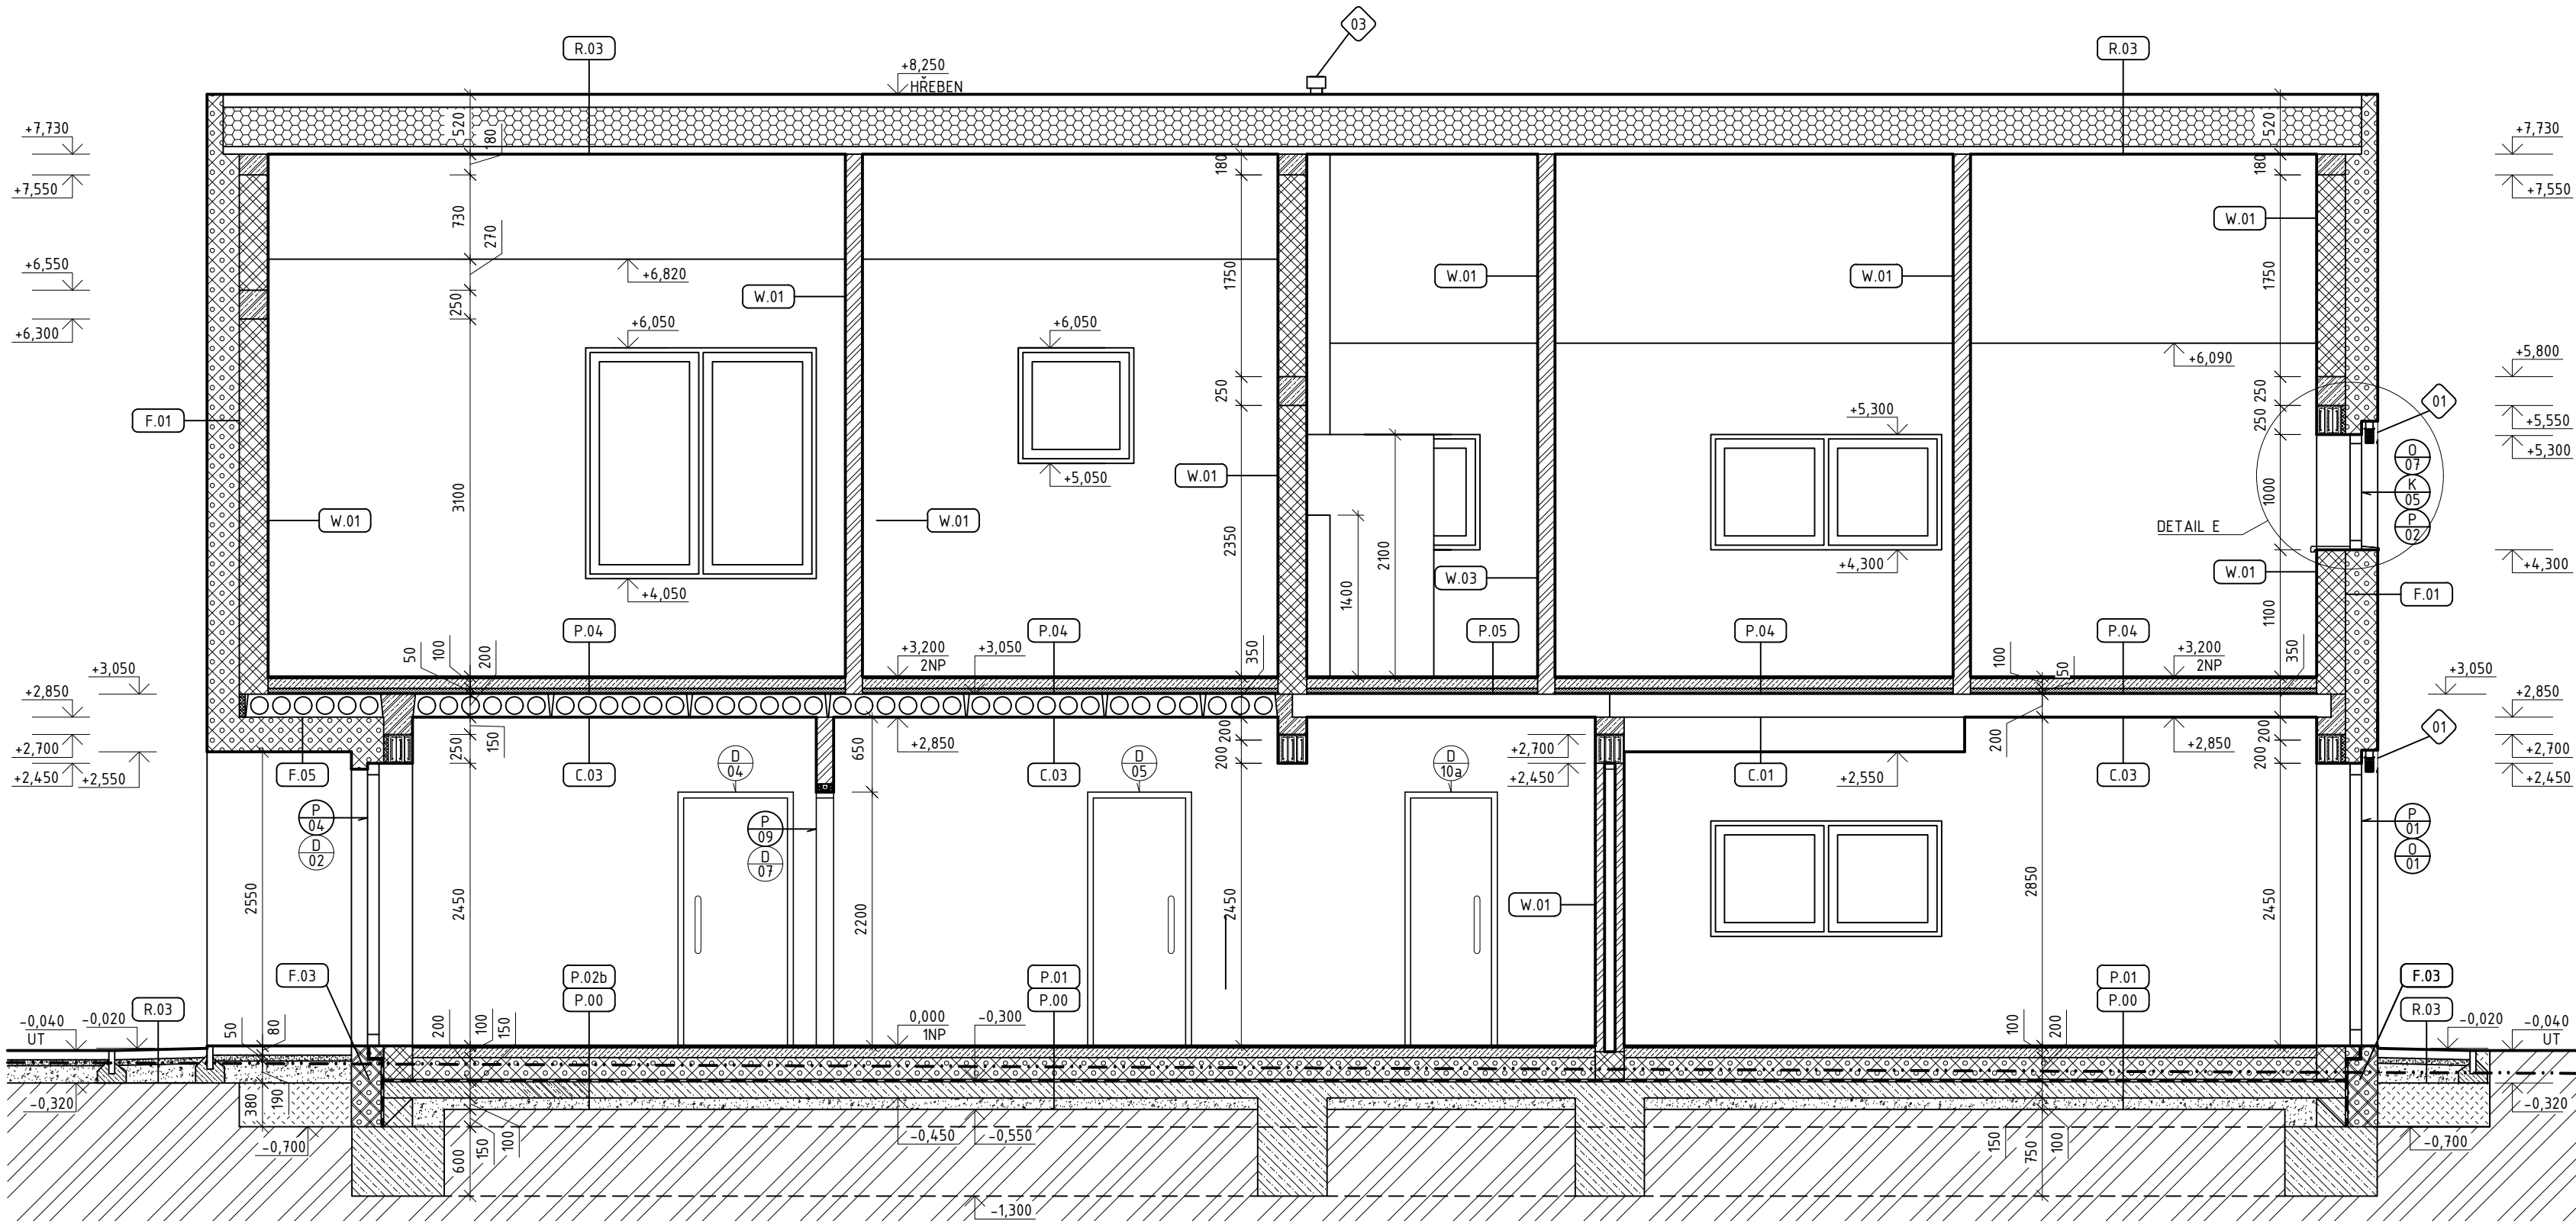 03
R.03
R.03
+8,250
HŘEBEN
520
180
520
+7,730
+7,550
+7,730
+7,550
180
180
730
270
W.01
+6,550
+6,300
250
+6,820
W.01
1750
W.01
W.01
1750
+6,050
+6,050
+6,090
+5,800
+5,550
+5,300
250
250
250
01
F.01
+5,300
O
07
K
05
P
02
3100
+5,050
W.01
W.01
W.01
2350
1000
DETAIL E
+4,050
1400
2100
W.03
+4,300
W.01
F.01
+4,300
1100
50
100
200
P.04
+3,200
2NP
+3,050
P.04
350
P.05
P.04
100
50
P.04
+3,200
2NP
350
+3,050
+2,850
+2,700
+2,450
+2,550
+3,050
+2,850
+2,700
+2,450
01
250
150
650
+2,850
200
200
+2,700
+2,450
200
+2,850
200
200
F.05
C.03
D
04
C.03
D
05
D
10a
C.01
+2,550
C.03
P
04
D
02
P
09
D
07
P
01
O
01
2550
2450
2200
2450
W.01
2850
2450
F.03
P.02b
P.00
P.01
P.00
P.01
P.00
F.03
R.03
R.03
-0,040
UT
-0,020
50
80
200
100
150
0,000
1NP
-0,300
100
200
-0,020
-0,040
UT
-0,320
380
190
-0,320
-0,700
600
150
100
-0,450
-0,550
150
750
100
-0,700
-1,300